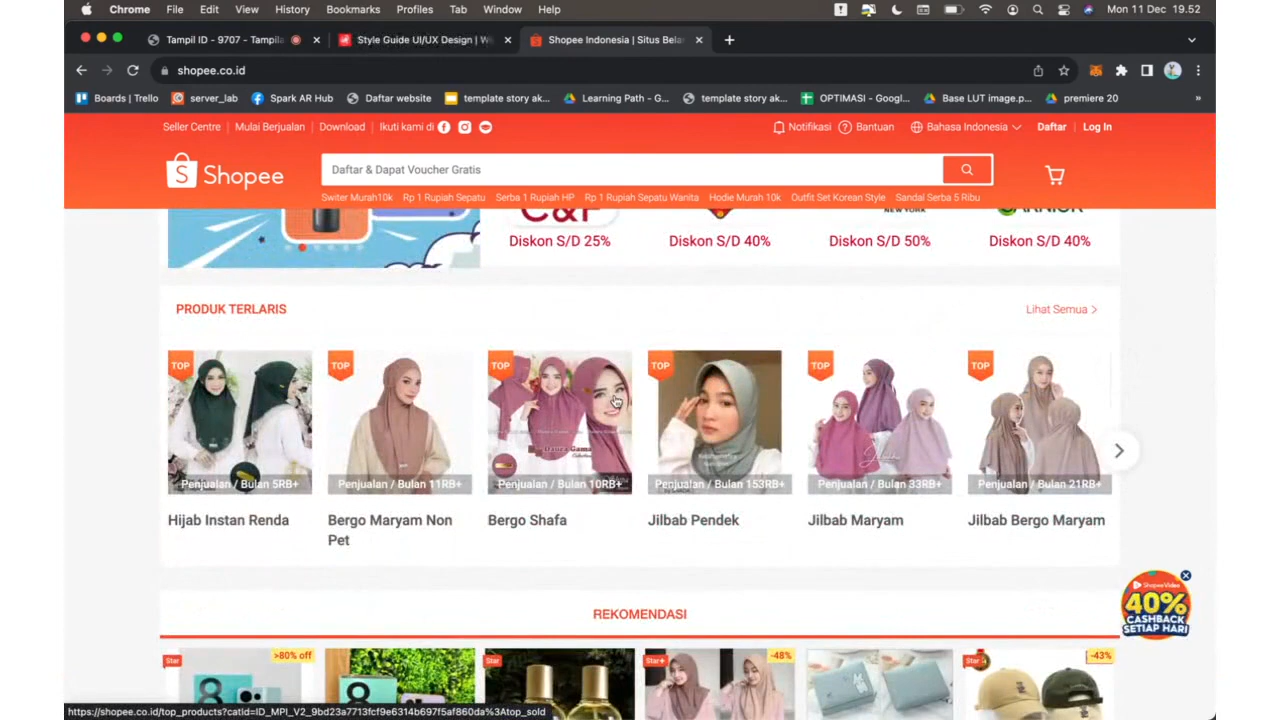 Chrome File Edit View History Bookmarks Profiles Tab Window Help Mon 11 Dec 19.52
Tampil ID - 9707 - Tampila Style Guide UI/UX Design | W Shopee Indonesia | Situs Belan
shopee.co.id
Boards | Trello server_lab Spark AR Hub Daftar website template story ak... Learning Path - G... template story ak... OPTIMASI - Googl... Base LUT image.p... premiere 20 »
Seller Centre | Mulai Berjualan | Download | Ikuti kami di Notifikasi Bantuan Bahasa Indonesia Daftar | Log In
Shopee Daftar & Dapat Voucher Gratis
Switer Murah10k Rp 1 Rupiah Sepatu Serba 1 Rupiah HP Rp 1 Rupiah Sepatu Wanita Hodie Murah 10k Outfit Set Korean Style Sandal Serba 5 Ribu
C&F NEW YORK GARNIER
Diskon S/D 25% Diskon S/D 40% Diskon S/D 50% Diskon S/D 40%
PRODUK TERLARIS Lihat Semua >
TOP TOP TOP TOP TOP TOP
Penjualan / Bulan 5RB+ Penjualan / Bulan 11RB+ Penjualan / Bulan 10RB+ Penjualan / Bulan 153RB+ Penjualan / Bulan 33RB+ Penjualan / Bulan 21RB+
Hijab Instan Renda Bergo Maryam Non Bergo Shafa Jilbab Pendek Jilbab Maryam Jilbab Bergo Maryam
Pet
ShopeeVideo
40%
CASHBACK
SETIAP HARI
REKOMENDASI
Star >80% off Star Star+ -48% Star -43%
https://shopee.co.id/top_products?catid=ID_MPI_V2_9bd23a7713fcf9e6314b697f5af860da%3Atop_sold